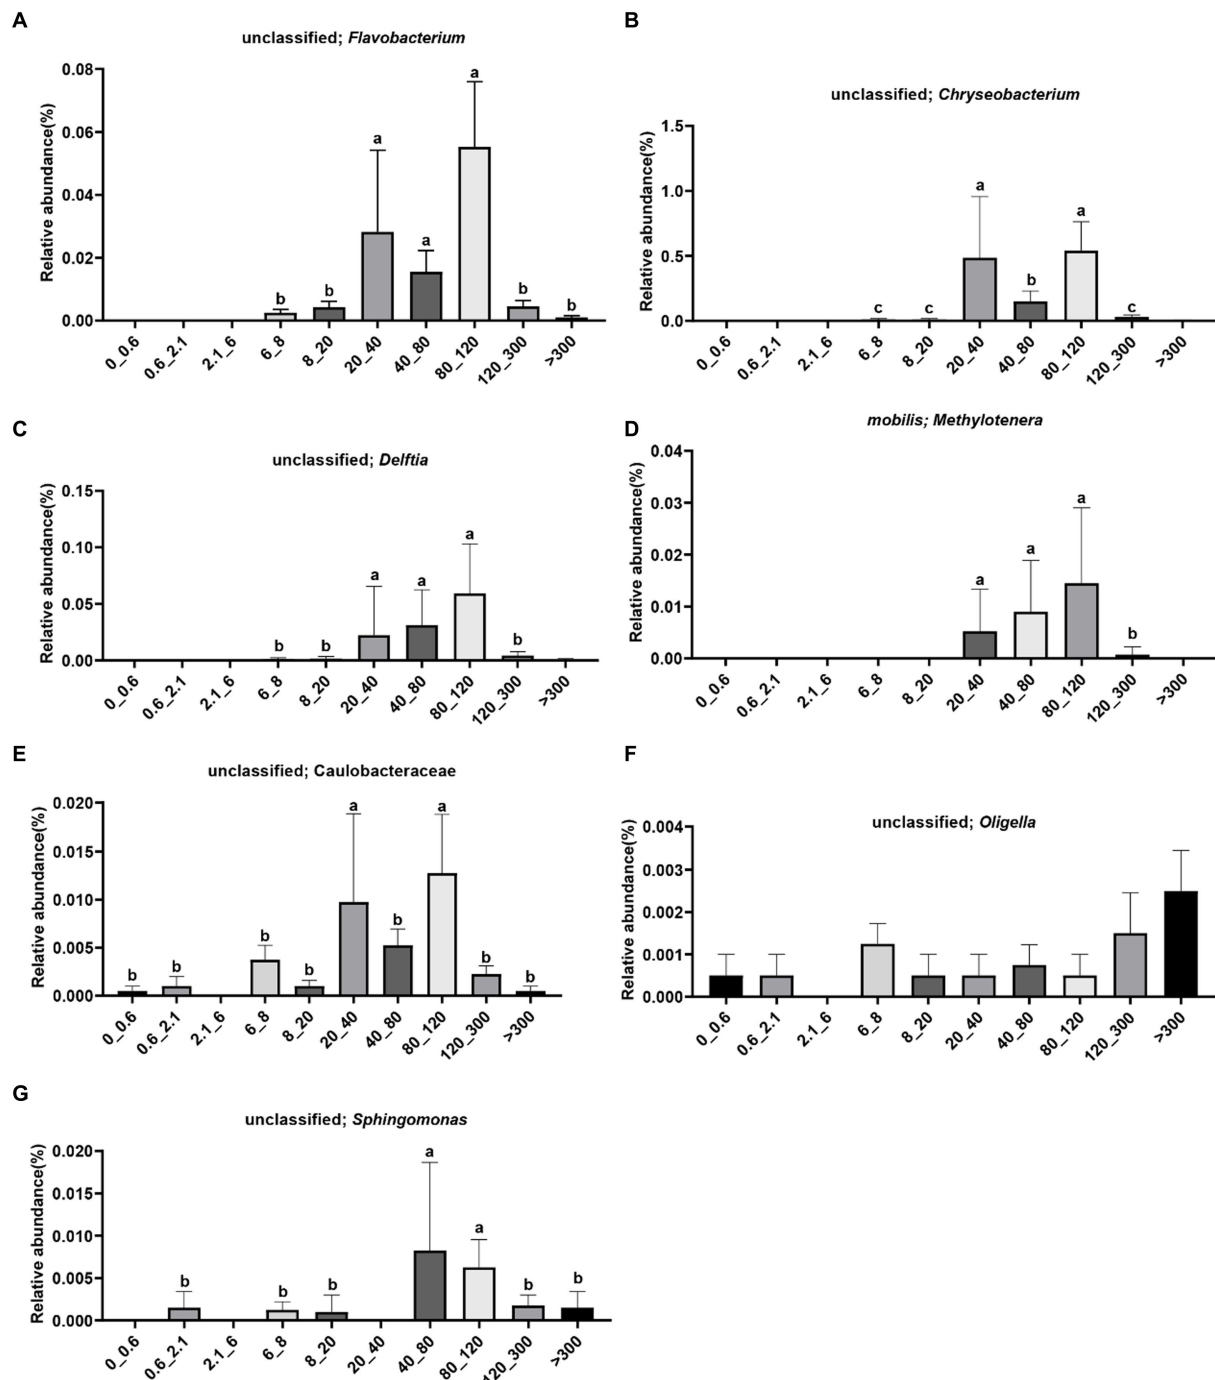 A
unclassified; Flavobacterium
Relative abundance(%)
0.08
0.06
0.04
0.02
0.00
b
b
a
a
a
b
b
0_0.6
0.6_2.1
2.1_6
6_8
8_20
20_40
40_80
80_120
120_300
>300
B
unclassified; Chryseobacterium
Relative abundance(%)
1.5
1.0
0.5
0.0
c
c
a
b
a
c
0_0.6
0.6_2.1
2.1_6
6_8
8_20
20_40
40_80
80_120
120_300
>300
C
unclassified; Delftia
Relative abundance(%)
0.15
0.10
0.05
0.00
b
b
a
a
a
b
0_0.6
0.6_2.1
2.1_6
6_8
8_20
20_40
40_80
80_120
120_300
>300
D
mobilis; Methylotenera
Relative abundance(%)
0.04
0.03
0.02
0.01
0.00
a
a
a
b
0_0.6
0.6_2.1
2.1_6
6_8
8_20
20_40
40_80
80_120
120_300
>300
E
unclassified; Caulobacteraceae
Relative abundance(%)
0.020
0.015
0.010
0.005
0.000
b
b
b
b
a
b
a
b
b
0_0.6
0.6_2.1
2.1_6
6_8
8_20
20_40
40_80
80_120
120_300
>300
F
unclassified; Oligella
Relative abundance(%)
0.004
0.003
0.002
0.001
0.000
0_0.6
0.6_2.1
2.1_6
6_8
8_20
20_40
40_80
80_120
120_300
>300
G
unclassified; Sphingomonas
Relative abundance(%)
0.020
0.015
0.010
0.005
0.000
b
b
b
a
a
b
b
0_0.6
0.6_2.1
2.1_6
6_8
8_20
20_40
40_80
80_120
120_300
>300